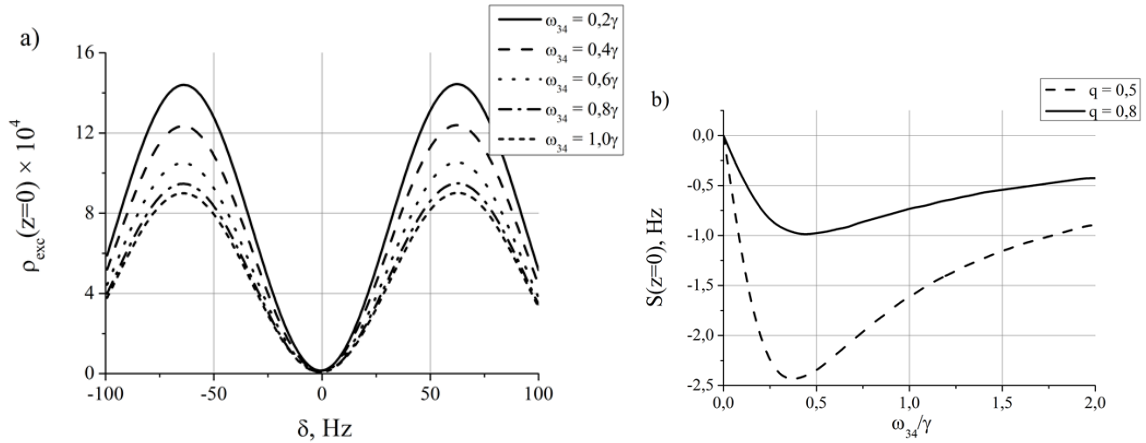 a)
ω34 = 0,2γ
ω34 = 0,4γ
ω34 = 0,6γ
ω34 = 0,8γ
ω34 = 1,0γ
ρexc(z=0) × 10^4
16
12
8
4
0
-100 -50 0 50 100
δ, Hz
b)
q = 0,5
q = 0,8
S(z=0), Hz
0,0
-0,5
-1,0
-1,5
-2,0
-2,5
0,0 0,5 1,0 1,5 2,0
ω34/γ